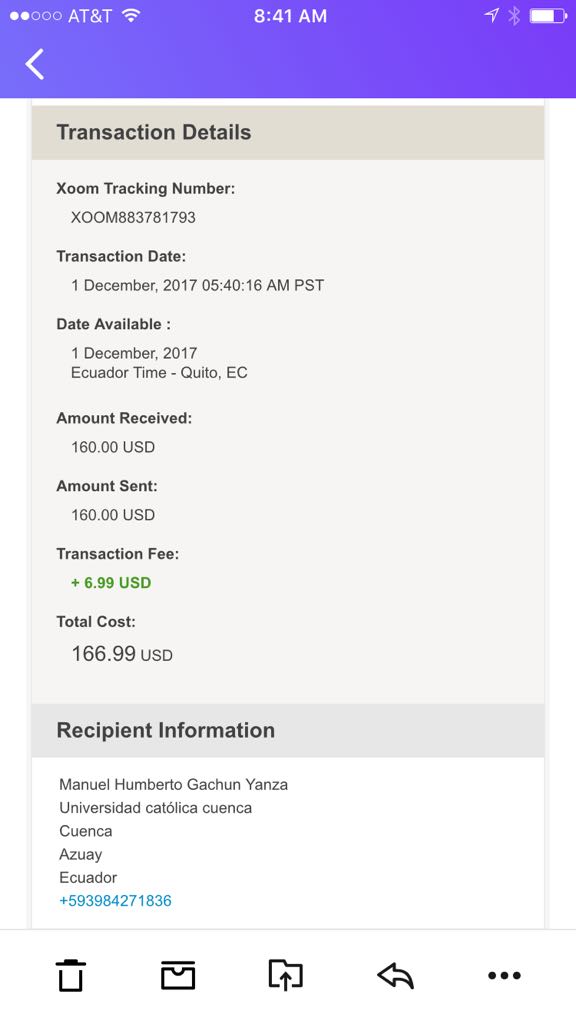 AT&T 8:41 AM
Transaction Details
Xoom Tracking Number:
XOOM883781793
Transaction Date:
1 December, 2017 05:40:16 AM PST
Date Available :
1 December, 2017
Ecuador Time - Quito, EC
Amount Received:
160.00 USD
Amount Sent:
160.00 USD
Transaction Fee:
+ 6.99 USD
Total Cost:
166.99 USD
Recipient Information
Manuel Humberto Gachun Yanza
Universidad católica cuenca
Cuenca
Azuay
Ecuador
+593984271836